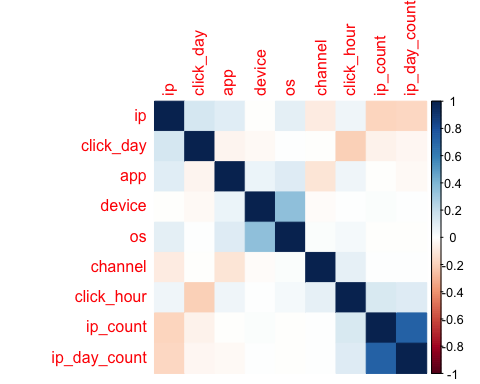 ip
click_day
app
device
os
channel
click_hour
ip_count
ip_day_count
ip
click_day
app
device
os
channel
click_hour
ip_count
ip_day_count
1
0.8
0.6
0.4
0.2
0
-0.2
-0.4
-0.6
-0.8
-1